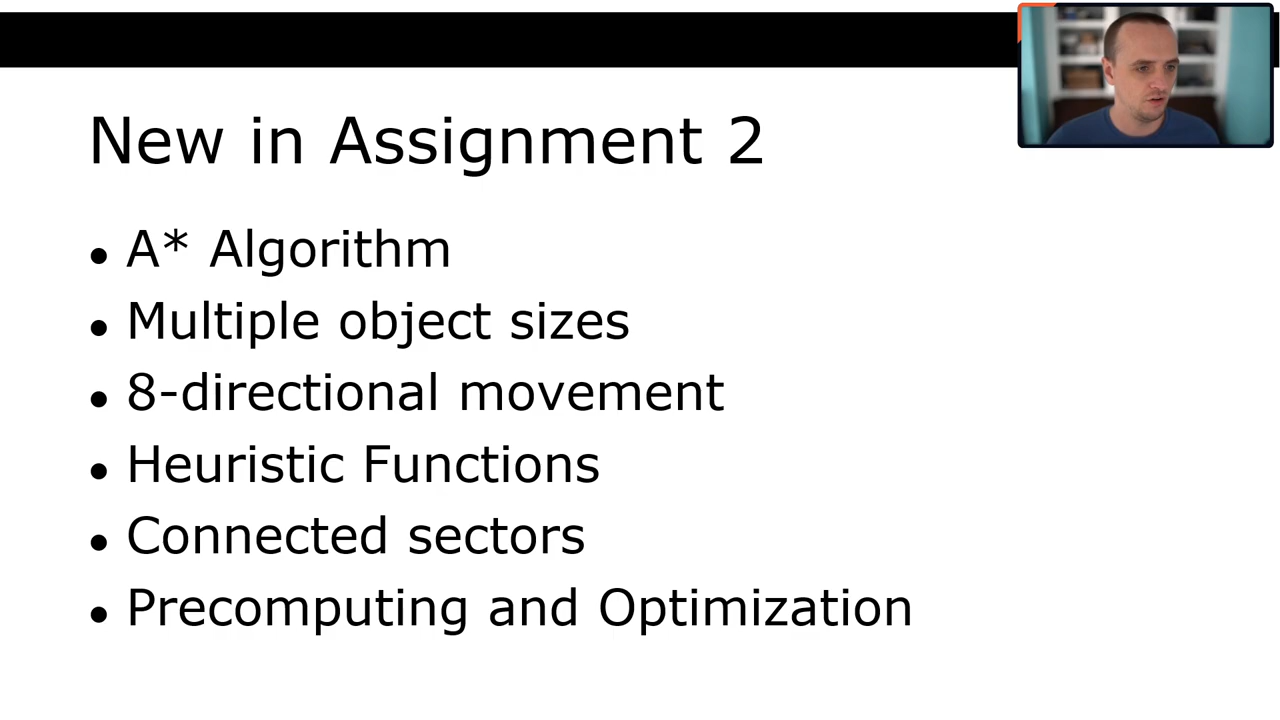 New in Assignment 2
● A* Algorithm
● Multiple object sizes
● 8-directional movement
● Heuristic Functions
● Connected sectors
● Precomputing and Optimization